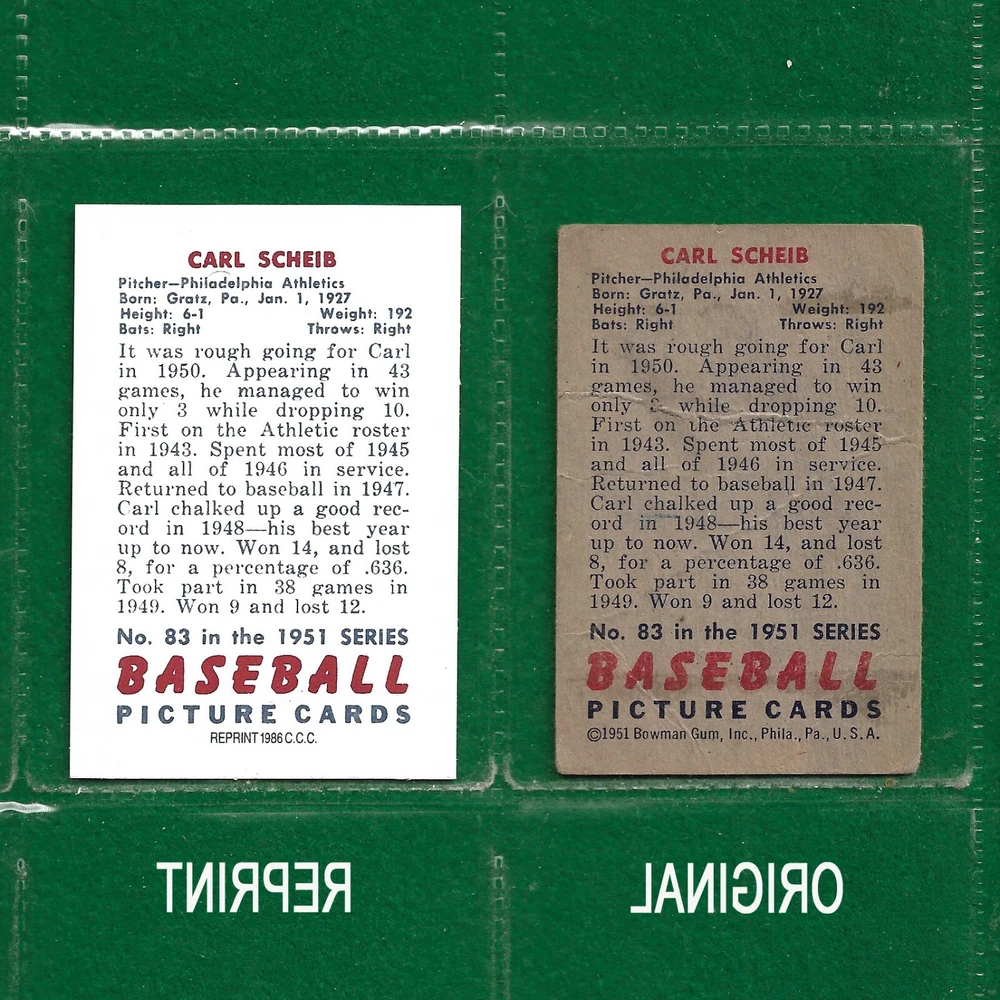 CARL SCHEIB
Pitcher—Philadelphia Athletics
Born: Gratz, Pa., Jan. 1, 1927
Height: 6-1 Weight: 192
Bats: Right Throws: Right
It was rough going for Carl
in 1950. Appearing in 43
games, he managed to win
only 3 while dropping 10.
First on the Athletic roster
in 1943. Spent most of 1945
and all of 1946 in service.
Returned to baseball in 1947.
Carl chalked up a good rec-
ord in 1948—his best year
up to now. Won 14, and lost
8, for a percentage of .636.
Took part in 38 games in
1949. Won 9 and lost 12.
No. 83 in the 1951 SERIES
BASEBALL
PICTURE CARDS
REPRINT 1986 C.C.C.
CARL SCHEIB
Pitcher—Philadelphia Athletics
Born: Gratz, Pa., Jan. 1, 1927
Height: 6-1 Weight: 192
Bats: Right Throws: Right
It was rough going for Carl
in 1950. Appearing in 43
games, he managed to win
only 3 while dropping 10.
First on the Athletic roster
in 1943. Spent most of 1945
and all of 1946 in service.
Returned to baseball in 1947.
Carl chalked up a good rec-
ord in 1948—his best year
up to now. Won 14, and lost
8, for a percentage of .636.
Took part in 38 games in
1949. Won 9 and lost 12.
No. 83 in the 1951 SERIES
BASEBALL
PICTURE CARDS
©1951 Bowman Gum, Inc., Phila., Pa., U.S.A.
REPRINT
ORIGINAL